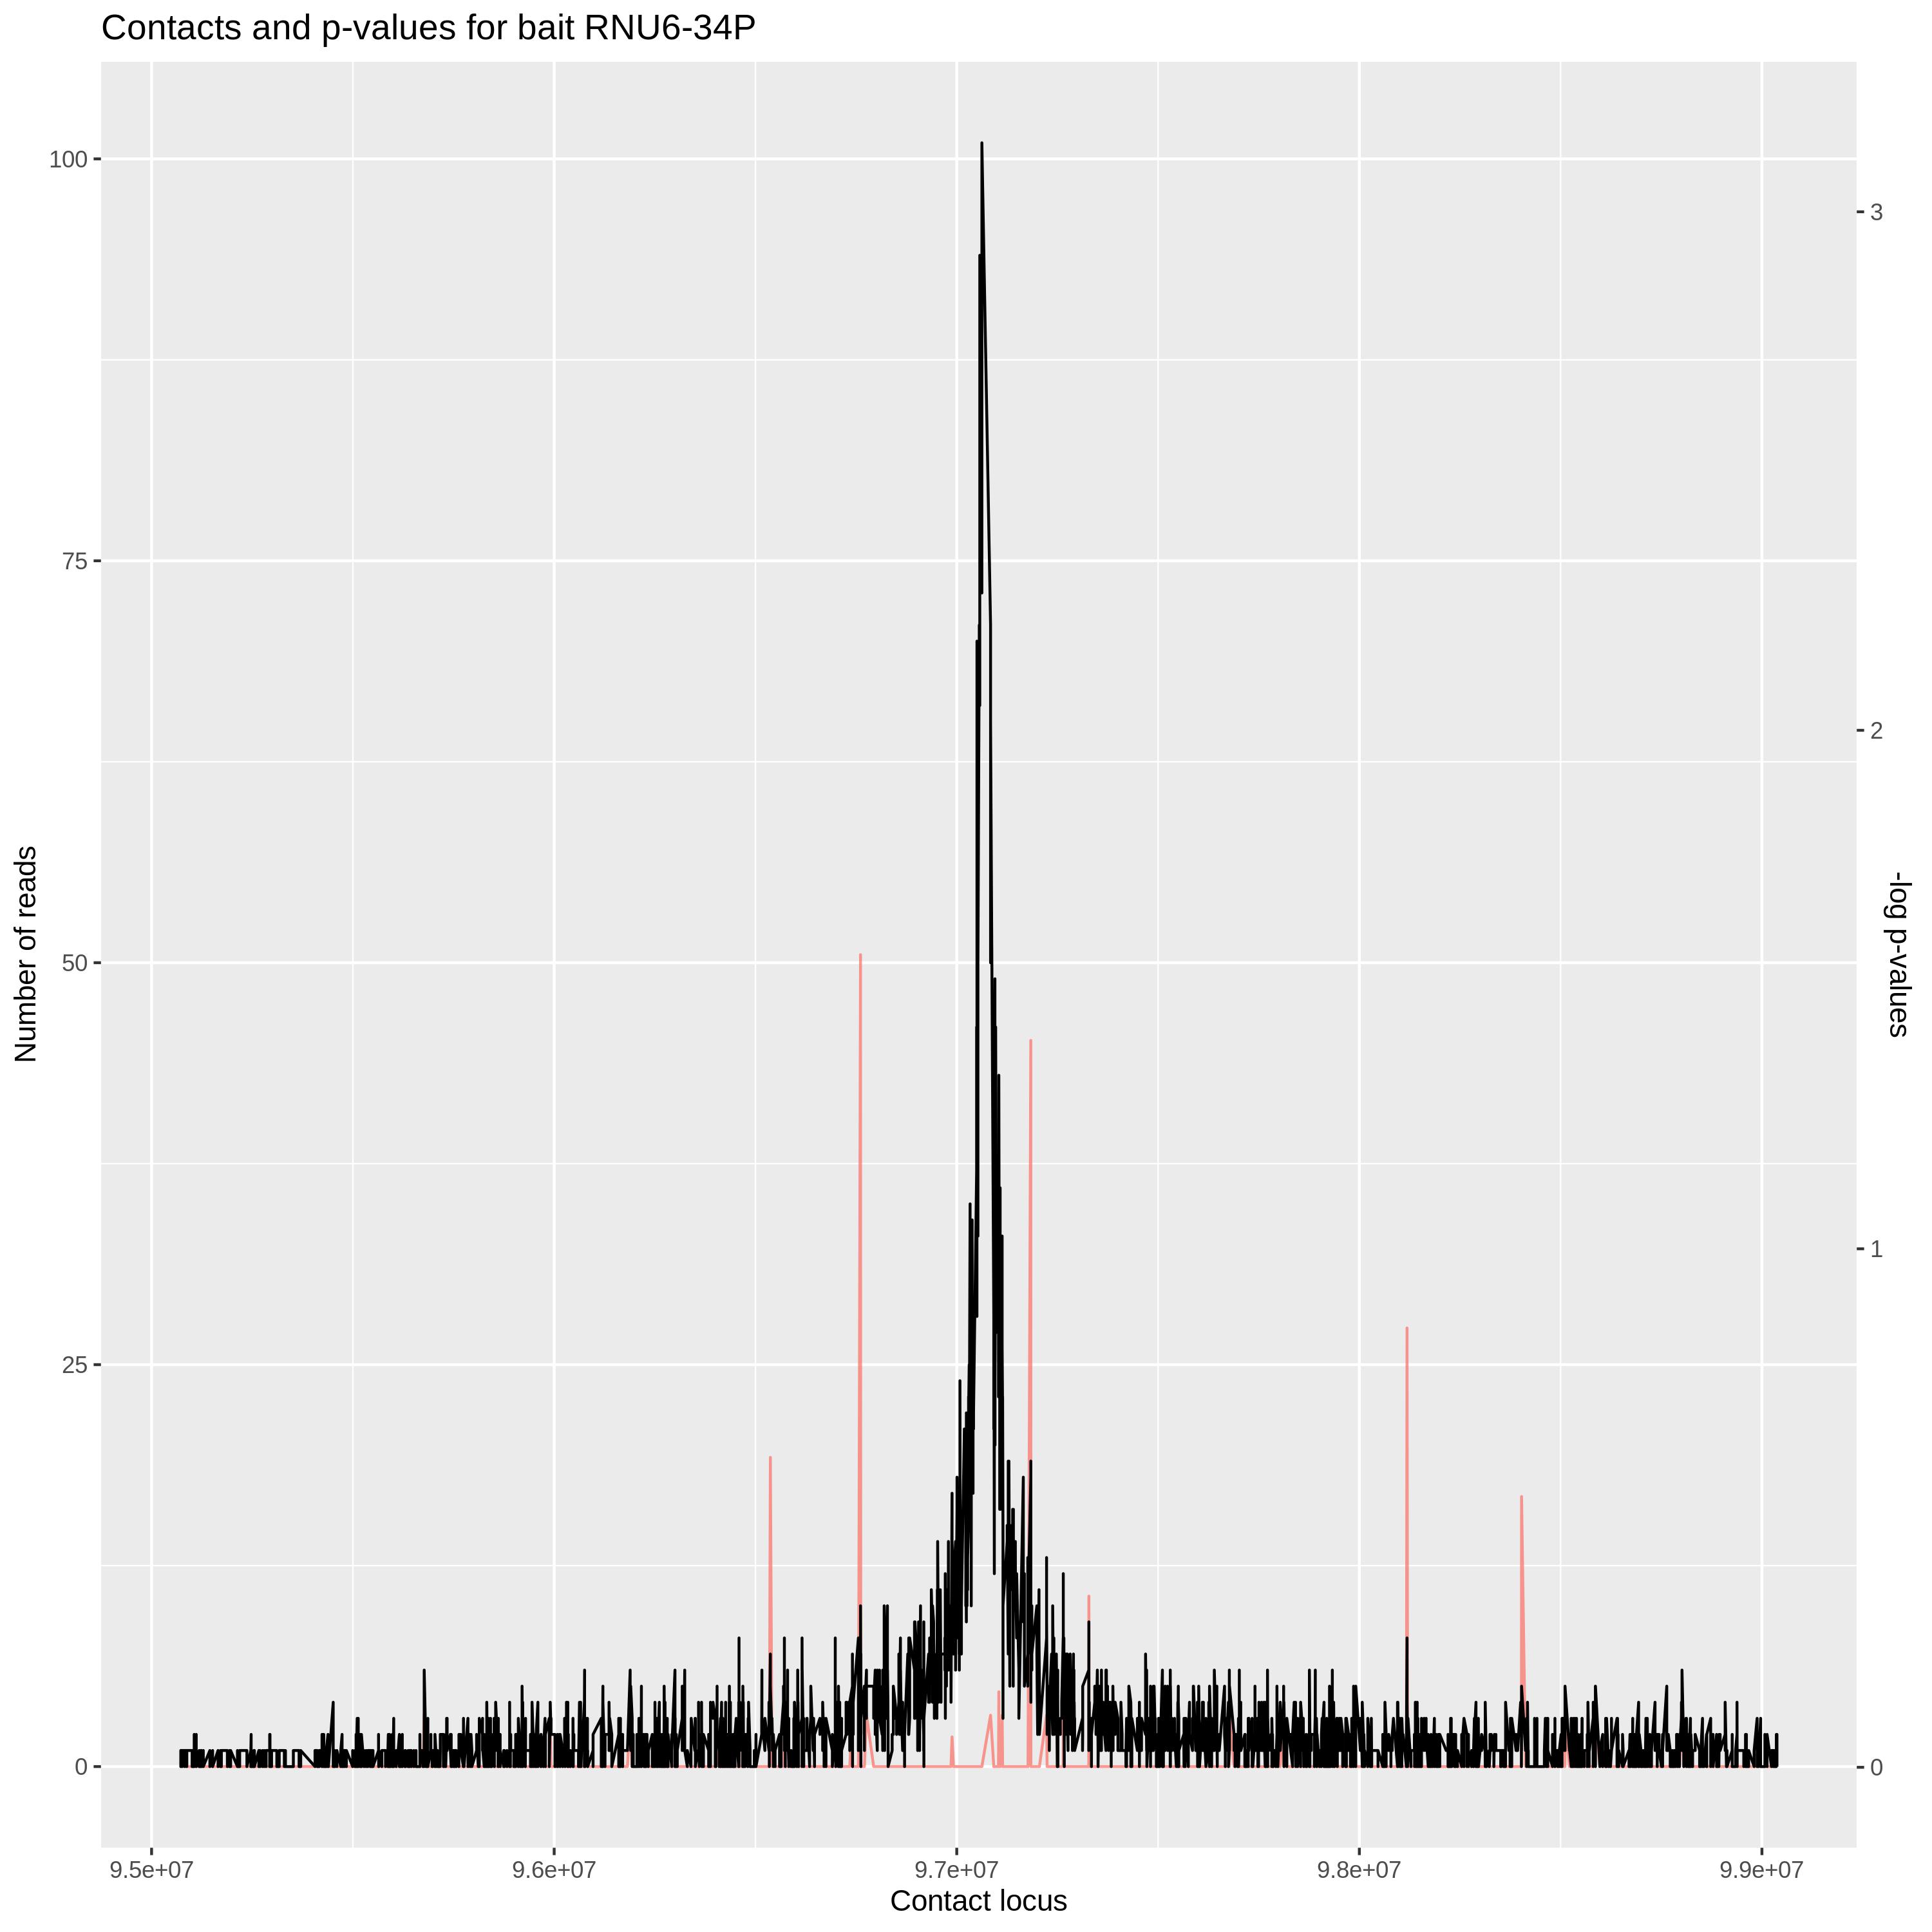 Contacts and p-values for bait RNU6-34P
100
75
50
25
0
Number of reads
3
2
1
0
-log p-values
9.5e+07
9.6e+07
9.7e+07
9.8e+07
9.9e+07
Contact locus